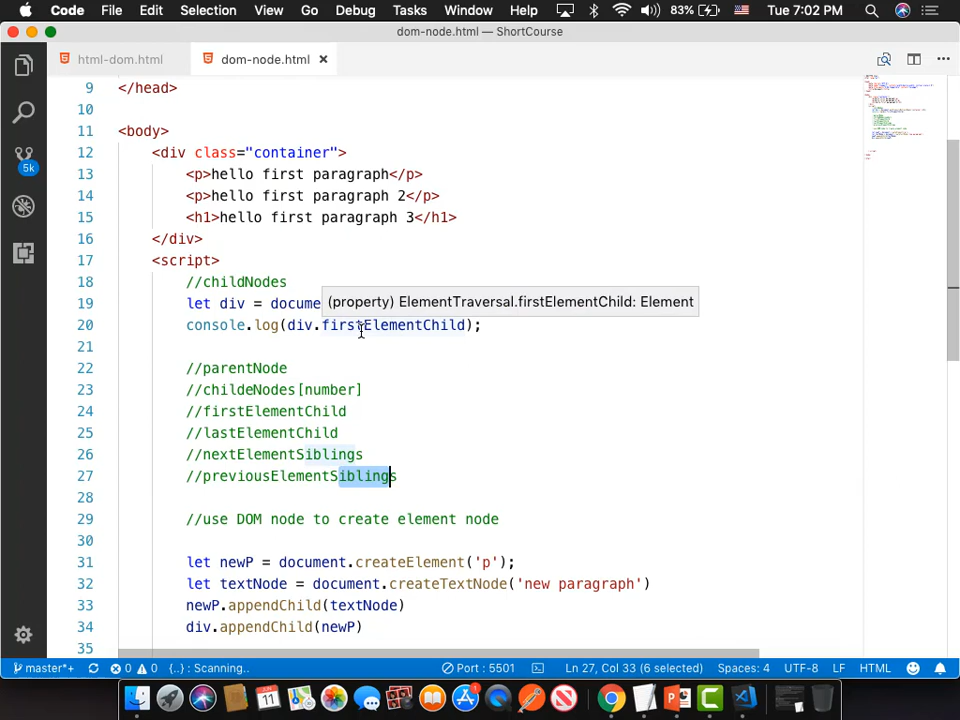 Code File Edit Selection View Go Debug Tasks Window Help 83% Tue 7:02 PM
dom-node.html — ShortCourse
html-dom.html dom-node.html ×
9 </head>
10
11 <body>
12 <div class="container">
13 <p>hello first paragraph</p>
14 <p>hello first paragraph 2</p>
15 <h1>hello first paragraph 3</h1>
16 </div>
17 <script>
18 //childNodes
(property) ElementTraversal.firstElementChild: Element
19 let div = docume
20 console.log(div.firstElementChild);
21
22 //parentNode
23 //childeNodes[number]
24 //firstElementChild
25 //lastElementChild
26 //nextElementSiblings
27 //previousElementSiblings
28
29 //use DOM node to create element node
30
31 let newP = document.createElement('p');
32 let textNode = document.createTextNode('new paragraph')
33 newP.appendChild(textNode)
34 div.appendChild(newP)
35
5k
master*+ 0 0 {..} : Scanning.. Port : 5501 Ln 27, Col 33 (6 selected) Spaces: 4 UTF-8 LF HTML
11